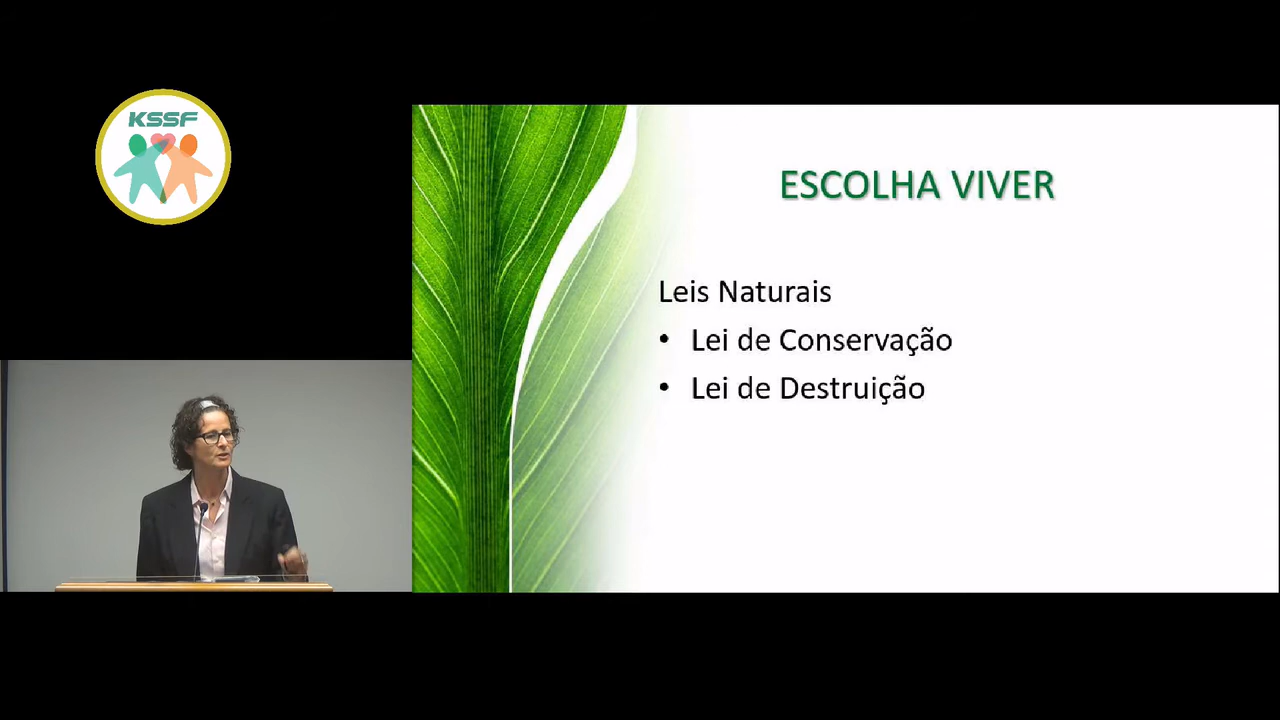 KSSF
ESCOLHA VIVER
Leis Naturais
• Lei de Conservação
• Lei de Destruição